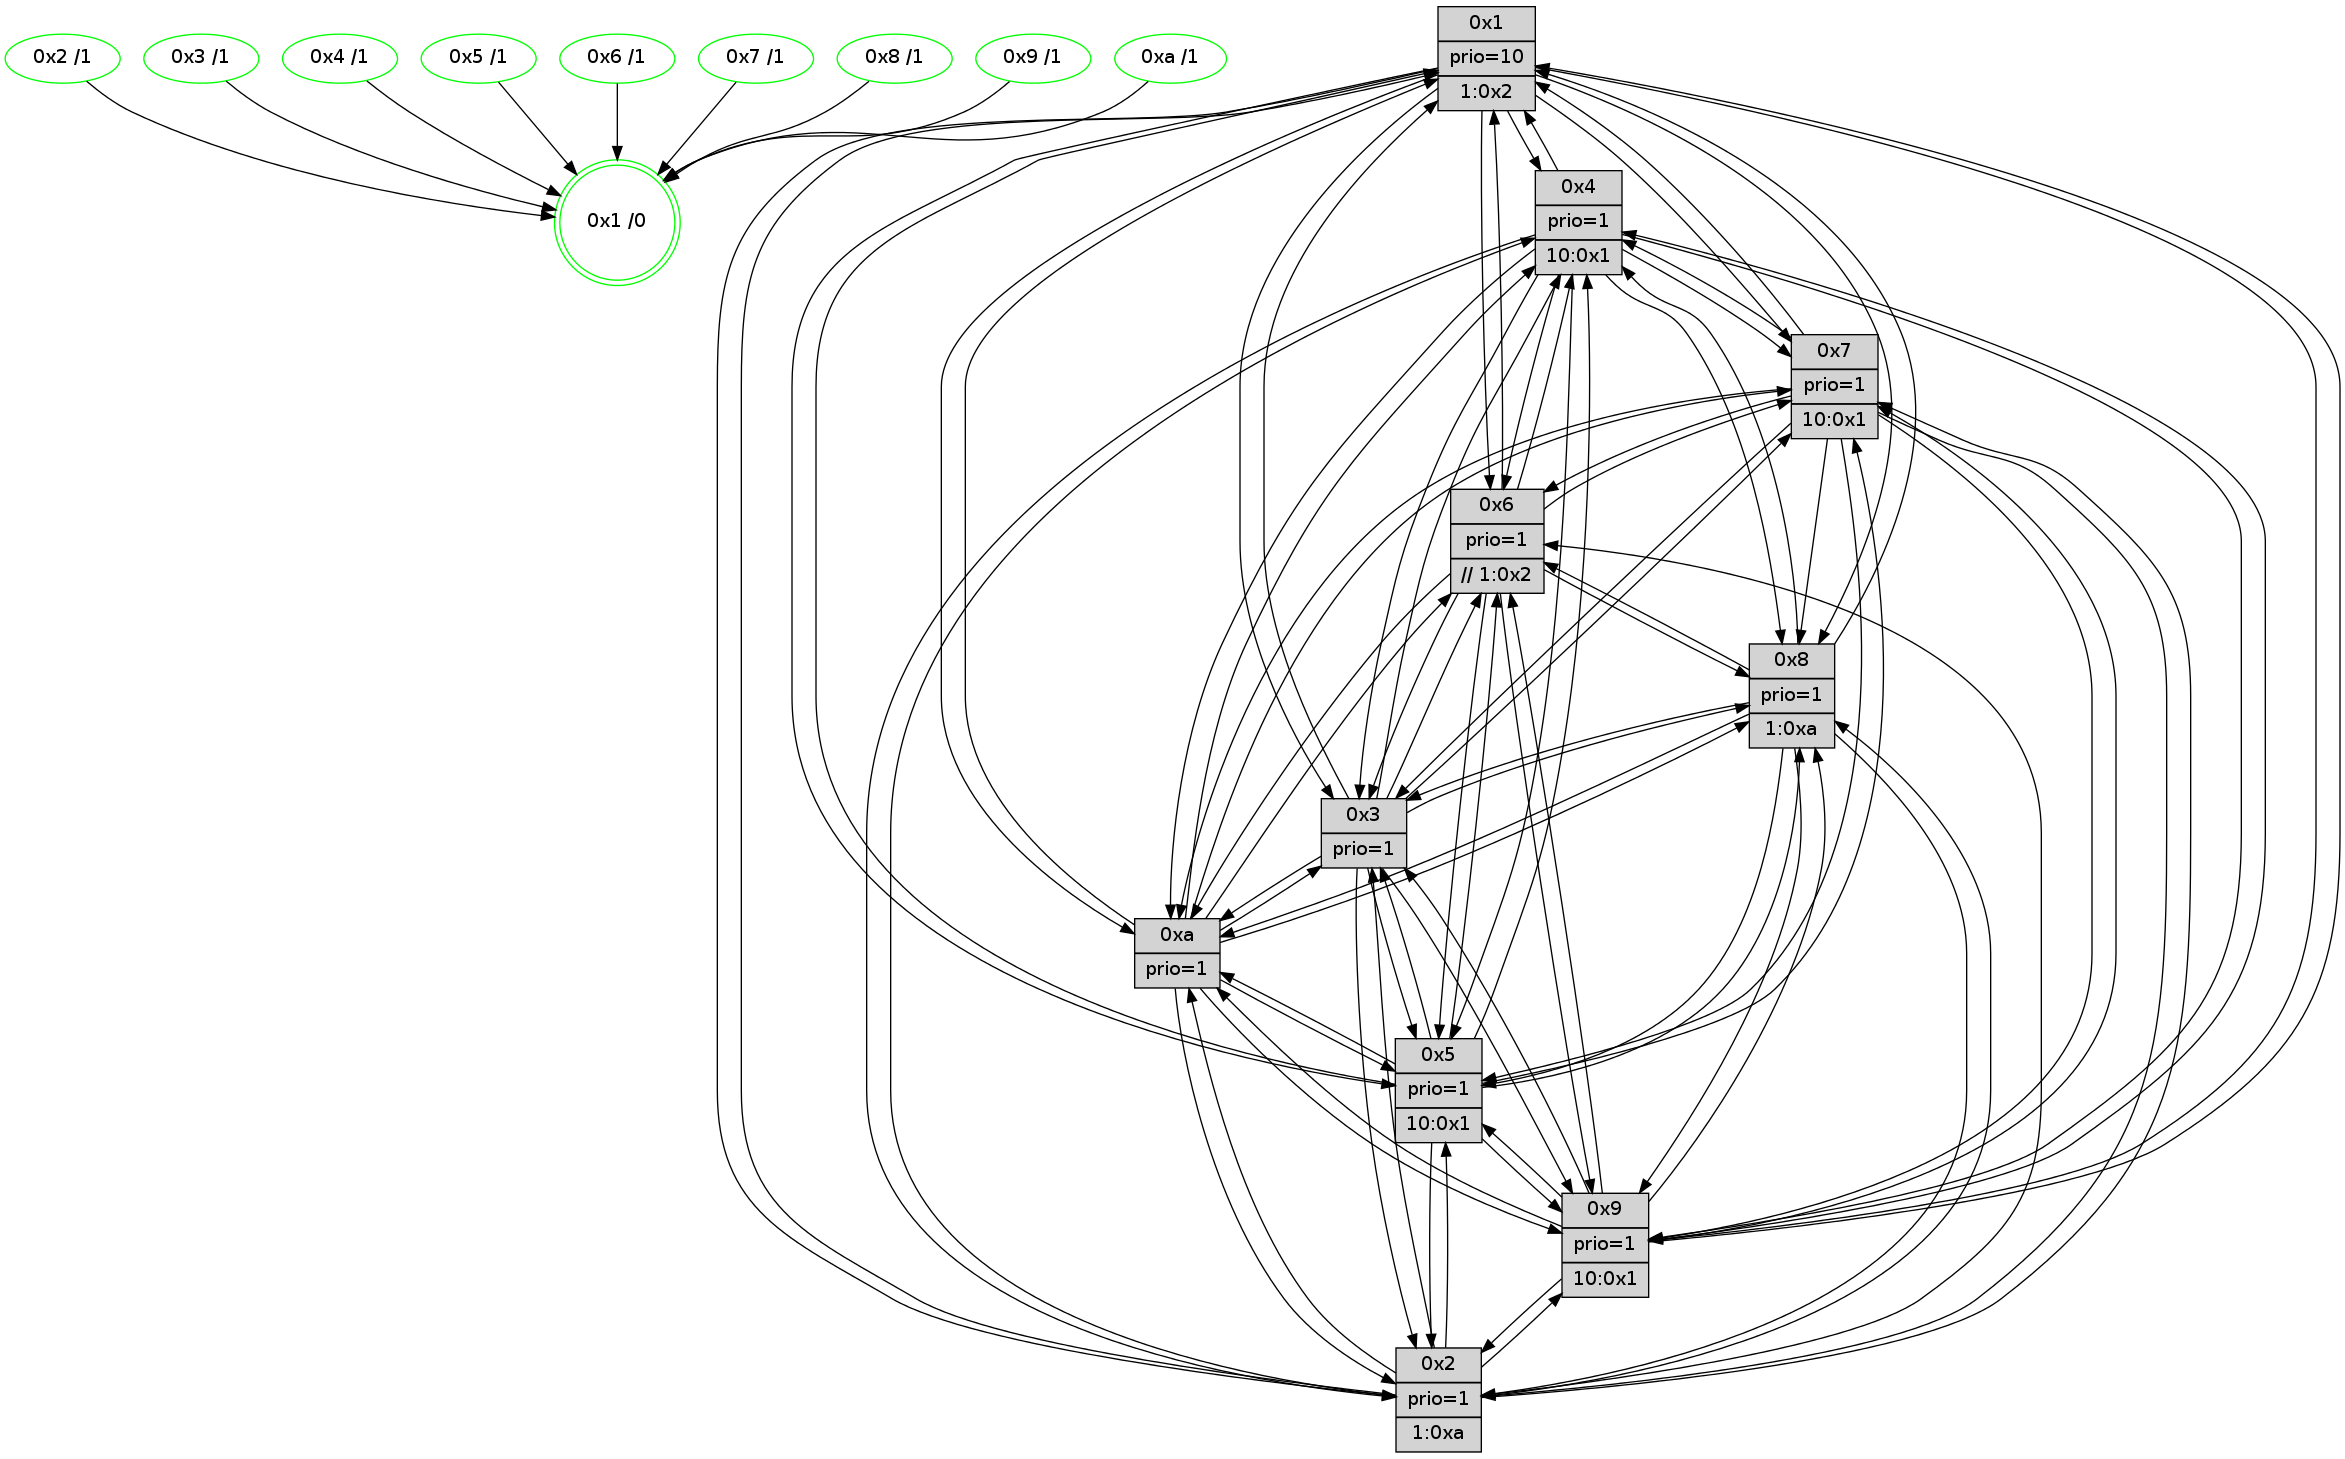 0x2 /1
0x3 /1
0x4 /1
0x5 /1
0x6 /1
0x7 /1
0x8 /1
0x9 /1
0xa /1
0x1 /0
0x1
prio=10
1:0x2
0x4
prio=1
10:0x1
0x7
prio=1
10:0x1
0x6
prio=1
// 1:0x2
0x8
prio=1
1:0xa
0x3
prio=1
0xa
prio=1
0x5
prio=1
10:0x1
0x9
prio=1
10:0x1
0x2
prio=1
1:0xa